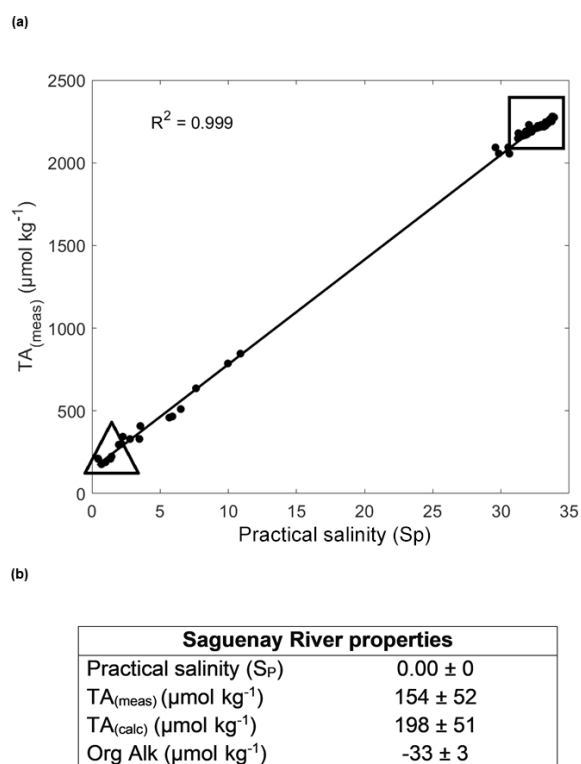 (a)
2500
R² = 0.999
2000
1500
1000
500
0
TA(meas) (µmol kg⁻¹)
0 5 10 15 20 25 30 35
Practical salinity (Sp)
(b)
Saguenay River properties
Practical salinity (SP) 0.00 ± 0
TA(meas) (µmol kg⁻¹) 154 ± 52
TA(calc) (µmol kg⁻¹) 198 ± 51
Org Alk (µmol kg⁻¹) -33 ± 3